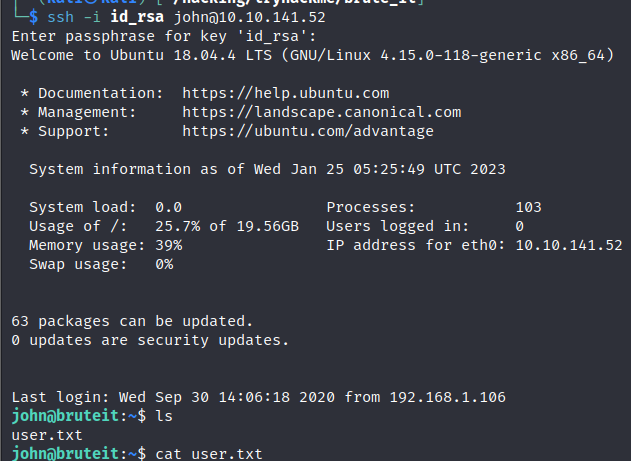 (kali㉿kali)-[~/hacking/tryhackme/brute_it]
└─$ ssh -i id_rsa john@10.10.141.52
Enter passphrase for key 'id_rsa':
Welcome to Ubuntu 18.04.4 LTS (GNU/Linux 4.15.0-118-generic x86_64)
* Documentation:  https://help.ubuntu.com
* Management:     https://landscape.canonical.com
* Support:        https://ubuntu.com/advantage
System information as of Wed Jan 25 05:25:49 UTC 2023
System load:  0.0                Processes:           103
Usage of /:   25.7% of 19.56GB   Users logged in:     0
Memory usage: 39%                IP address for eth0: 10.10.141.52
Swap usage:   0%
63 packages can be updated.
0 updates are security updates.
Last login: Wed Sep 30 14:06:18 2020 from 192.168.1.106
john@bruteit:~$ ls
user.txt
john@bruteit:~$ cat user.txt